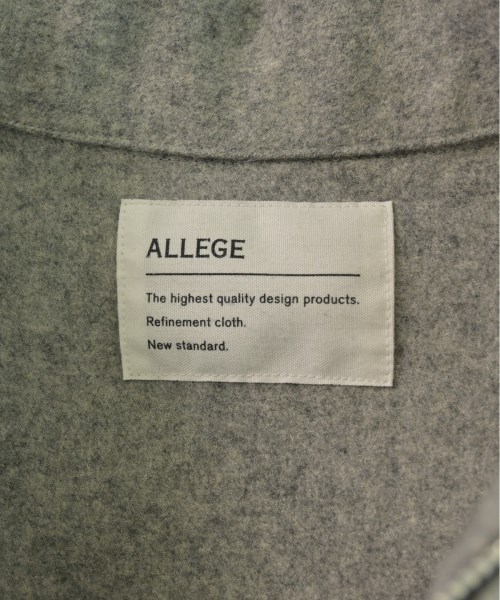 ALLEGE
The highest quality design products.
Refinement cloth.
New standard.